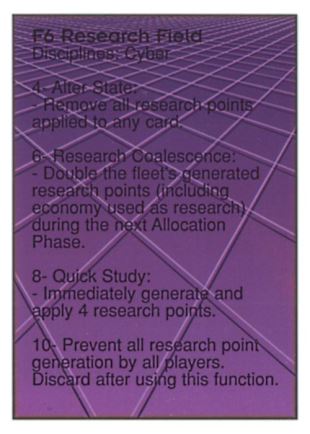 F6 Research Field
Disciplines: Cyber
4- Alter State:
- Remove all research points
applied to any card.
6- Research Coalescence:
- Double the fleet's generated
research points (including
economy used as research)
during the next Allocation
Phase.
8- Quick Study:
- Immediately generate and
apply 4 research points.
10- Prevent all research point
generation by all players.
Discard after using this function.